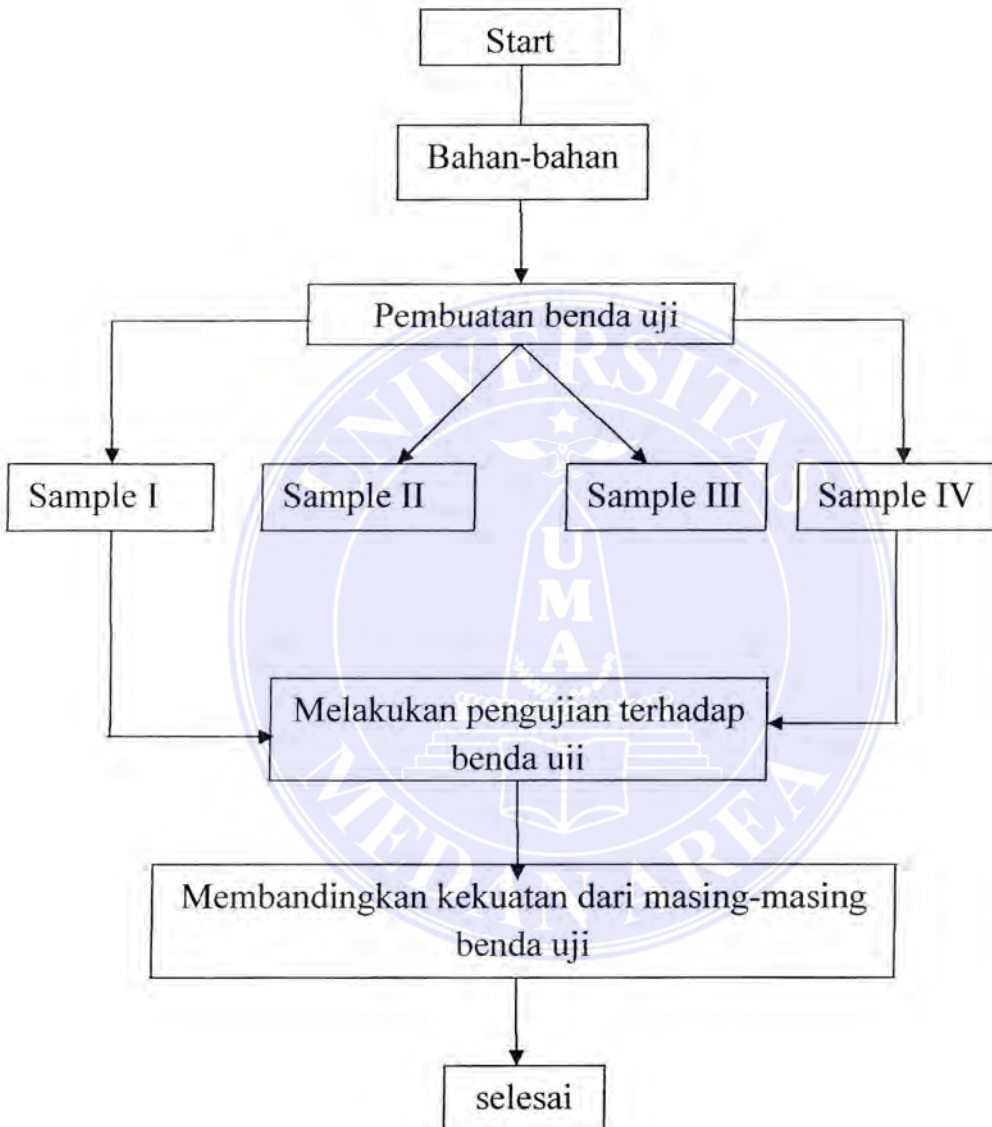 Start
Bahan-bahan
Pembuatan benda uji
Sample I
Sample II
Sample III
Sample IV
Melakukan pengujian terhadap
benda uji
Membandingkan kekuatan dari masing-masing
benda uji
selesai
UNIVERSITAS
UMA
MEDAN AREA